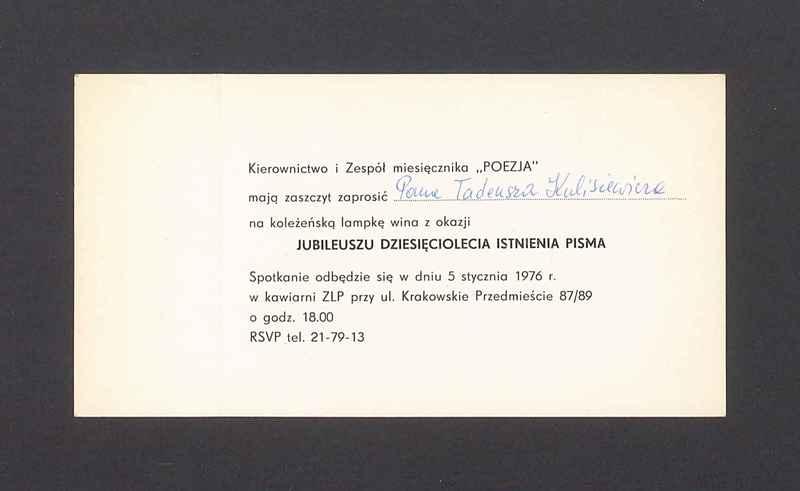 Kierownictwo i Zespół miesięcznika „POEZJA"
mają zaszczyt zaprosić Pana Tadeusza Kulisiewicza
na koleżeńską lampkę wina z okazji
JUBILEUSZU DZIESIĘCIOLECIA ISTNIENIA PISMA
Spotkanie odbędzie się w dniu 5 stycznia 1976 r.
w kawiarni ZLP przy ul. Krakowskie Przedmieście 87/89
o godz. 18.00
RSVP tel. 21-79-13